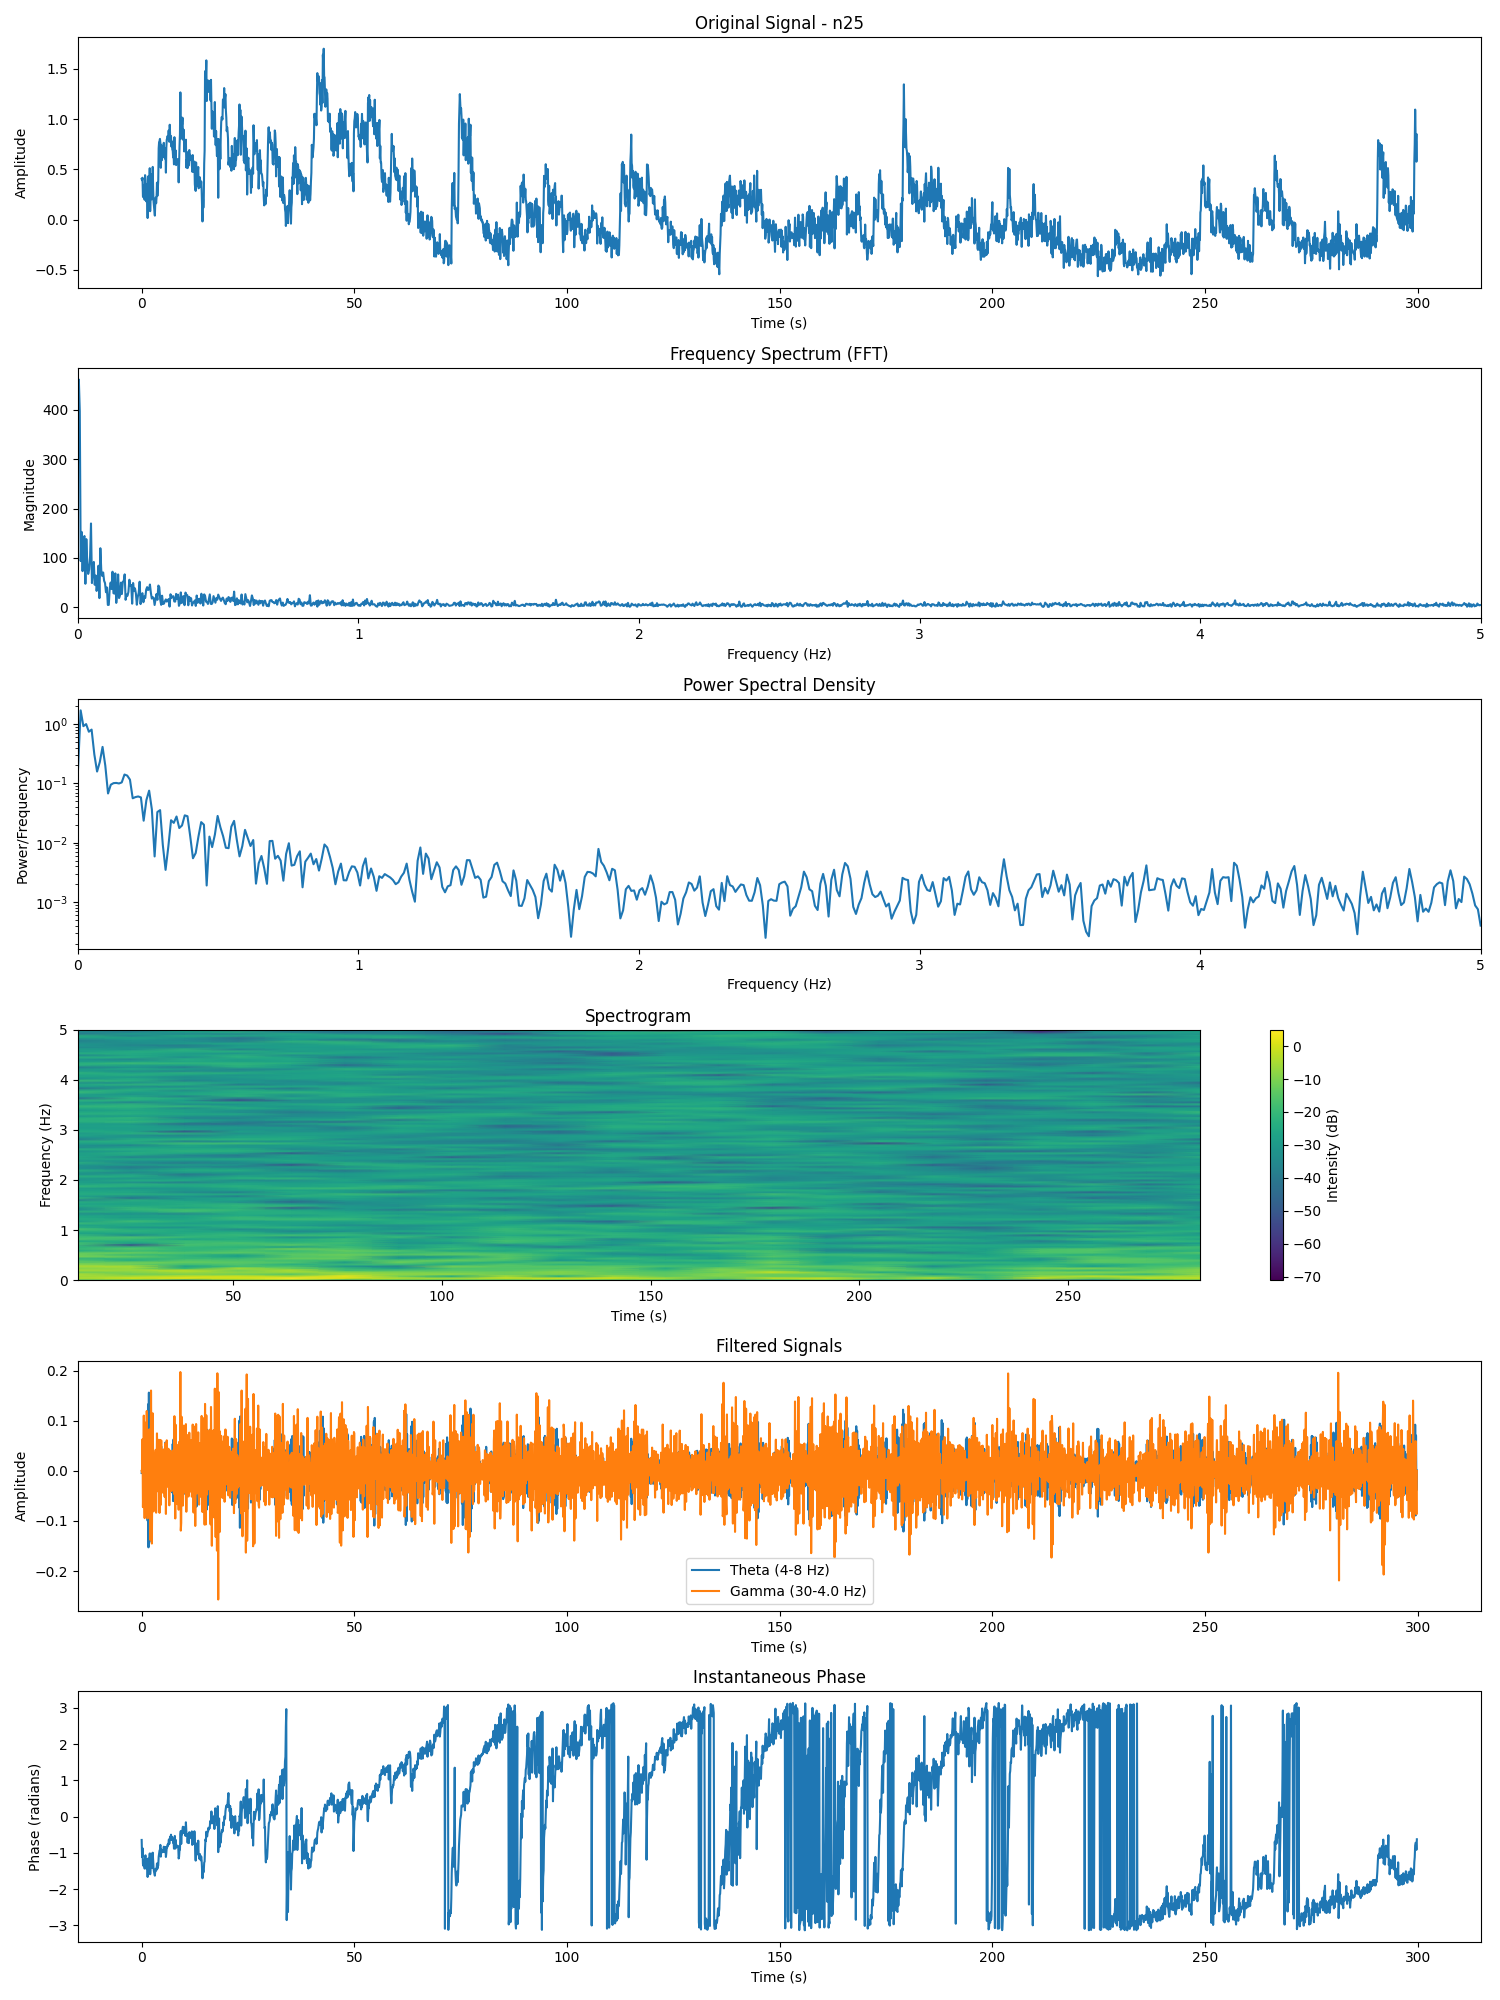 Original Signal - n25
1.5
1.0
0.5
0.0
−0.5
Amplitude
0 50 100 150 200 250 300
Time (s)
Frequency Spectrum (FFT)
400
300
200
100
0
Magnitude
0 1 2 3 4 5
Frequency (Hz)
Power Spectral Density
10⁰
10⁻¹
10⁻²
10⁻³
Power/Frequency
0 1 2 3 4 5
Frequency (Hz)
Spectrogram
5
4
3
2
1
0
Frequency (Hz)
50 100 150 200 250
Time (s)
0
−10
−20
−30
−40
−50
−60
−70
Intensity (dB)
Filtered Signals
0.2
0.1
0.0
−0.1
−0.2
Amplitude
Theta (4-8 Hz)
Gamma (30-4.0 Hz)
0 50 100 150 200 250 300
Time (s)
Instantaneous Phase
3
2
1
0
−1
−2
−3
Phase (radians)
0 50 100 150 200 250 300
Time (s)